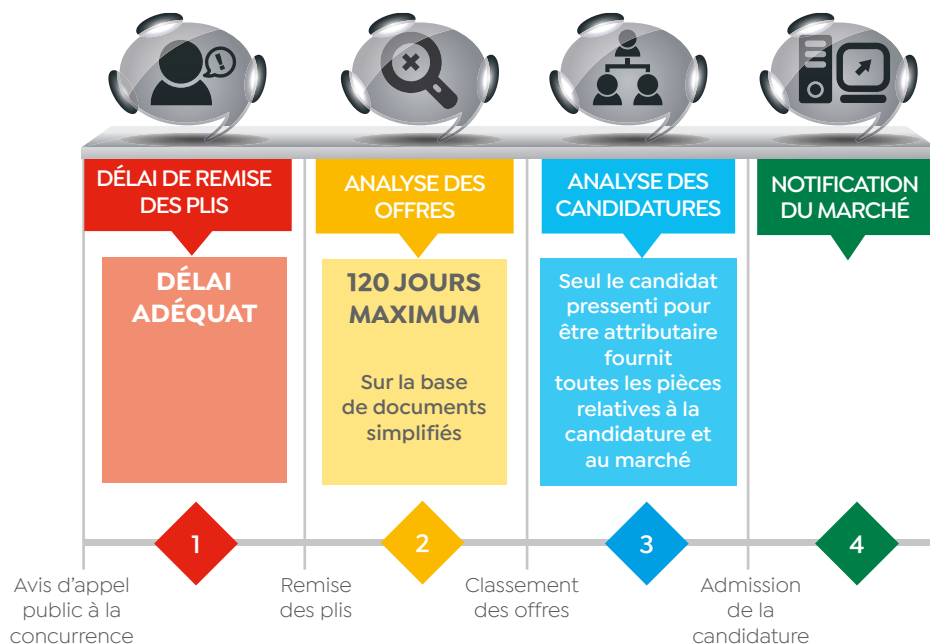 DÉLAI DE REMISE
DES PLIS
DÉLAI
ADÉQUAT
ANALYSE DES
OFFRES
120 JOURS
MAXIMUM
Sur la base
de documents
simplifiés
ANALYSE DES
CANDIDATURES
Seul le candidat
pressenti pour
être attributaire
fournit
toutes les pièces
relatives à la
candidature et
au marché
NOTIFICATION
DU MARCHÉ
1
2
3
4
Avis d’appel
public à la
concurrence
Remise
des plis
Classement
des offres
Admission
de la
candidature